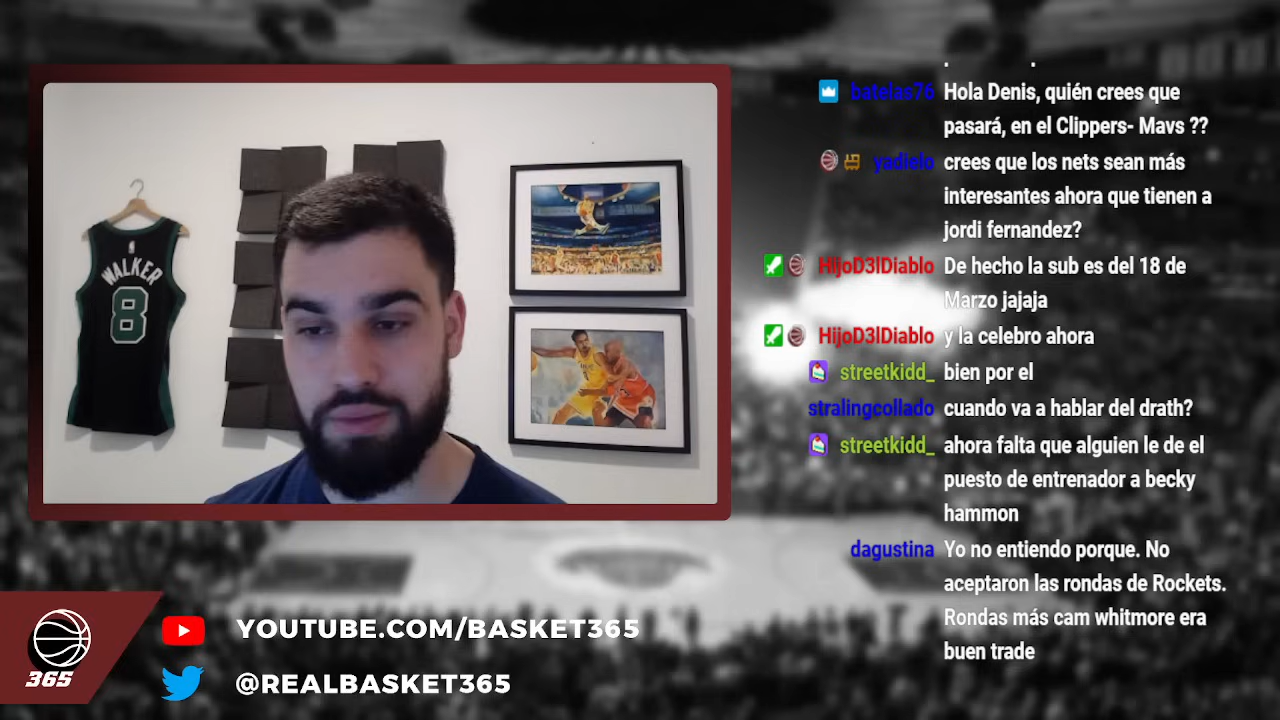 WALKER
8
batelas76 Hola Denis, quién crees que
pasará, en el Clippers- Mavs ??
yadielo crees que los nets sean más
interesantes ahora que tienen a
jordi fernandez?
HijoD3lDiablo De hecho la sub es del 18 de
Marzo jajaja
HijoD3lDiablo y la celebro ahora
streetkidd_ bien por el
stralingcollado cuando va a hablar del drath?
streetkidd_ ahora falta que alguien le de el
puesto de entrenador a becky
hammon
dagustina Yo no entiendo porque. No
aceptaron las rondas de Rockets.
Rondas más cam whitmore era
buen trade
365
YOUTUBE.COM/BASKET365
@REALBASKET365